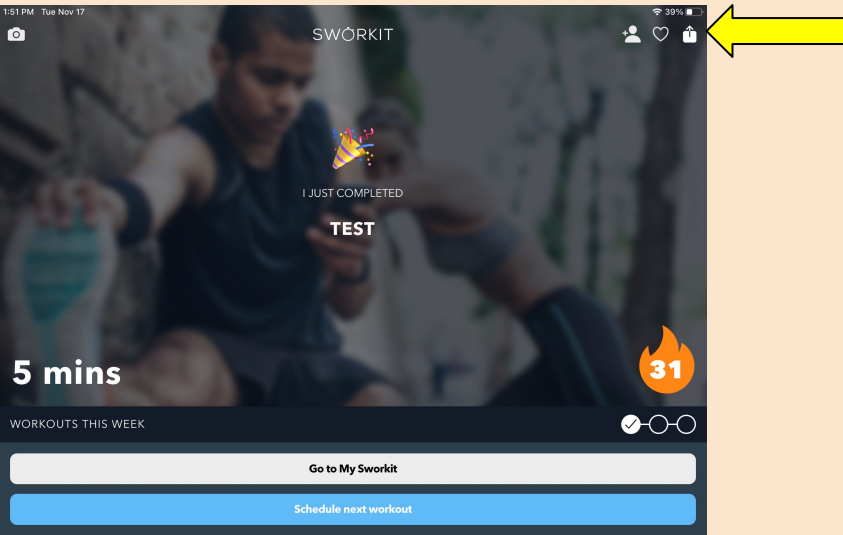 1:51 PM Tue Nov 17 39%
SWORKIT
I JUST COMPLETED
TEST
5 mins
31
WORKOUTS THIS WEEK
Go to My Sworkit
Schedule next workout